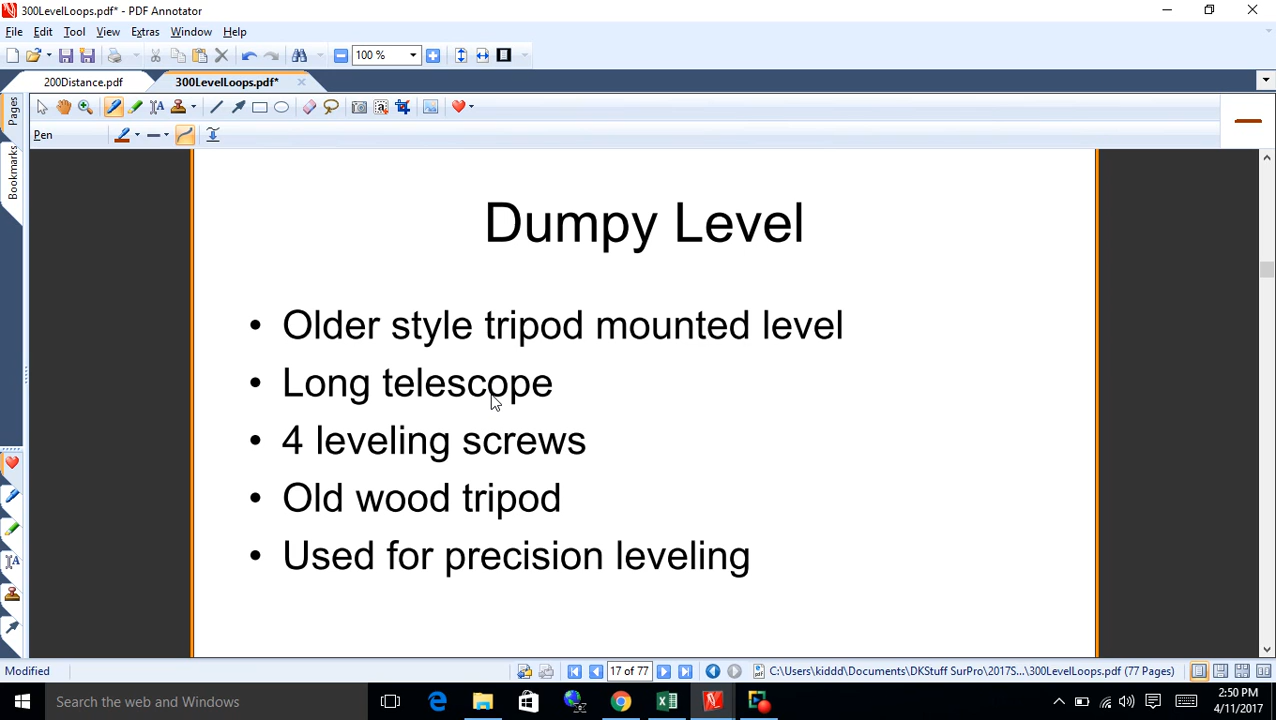 300LevelLoops.pdf* - PDF Annotator
File Edit Tool View Extras Window Help
100 %
200Distance.pdf 300LevelLoops.pdf*
Pages
Bookmarks
Pen
Dumpy Level
• Older style tripod mounted level
• Long telescope
• 4 leveling screws
• Old wood tripod
• Used for precision leveling
Modified 17 of 77 C:\Users\kiddd\Documents\DKStuff SurPro\2017S...\300LevelLoops.pdf (77 Pages)
Search the web and Windows
2:50 PM
4/11/2017